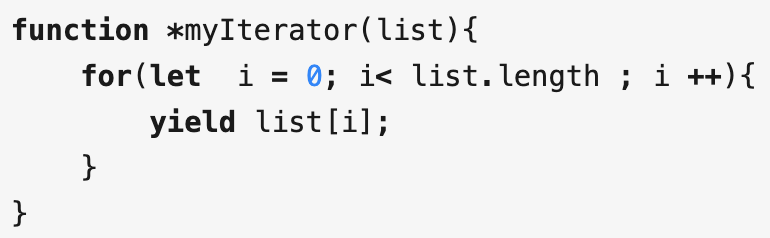 function *myIterator(list){
    for(let  i = 0; i< list.length ; i ++){
        yield list[i];
    }
}